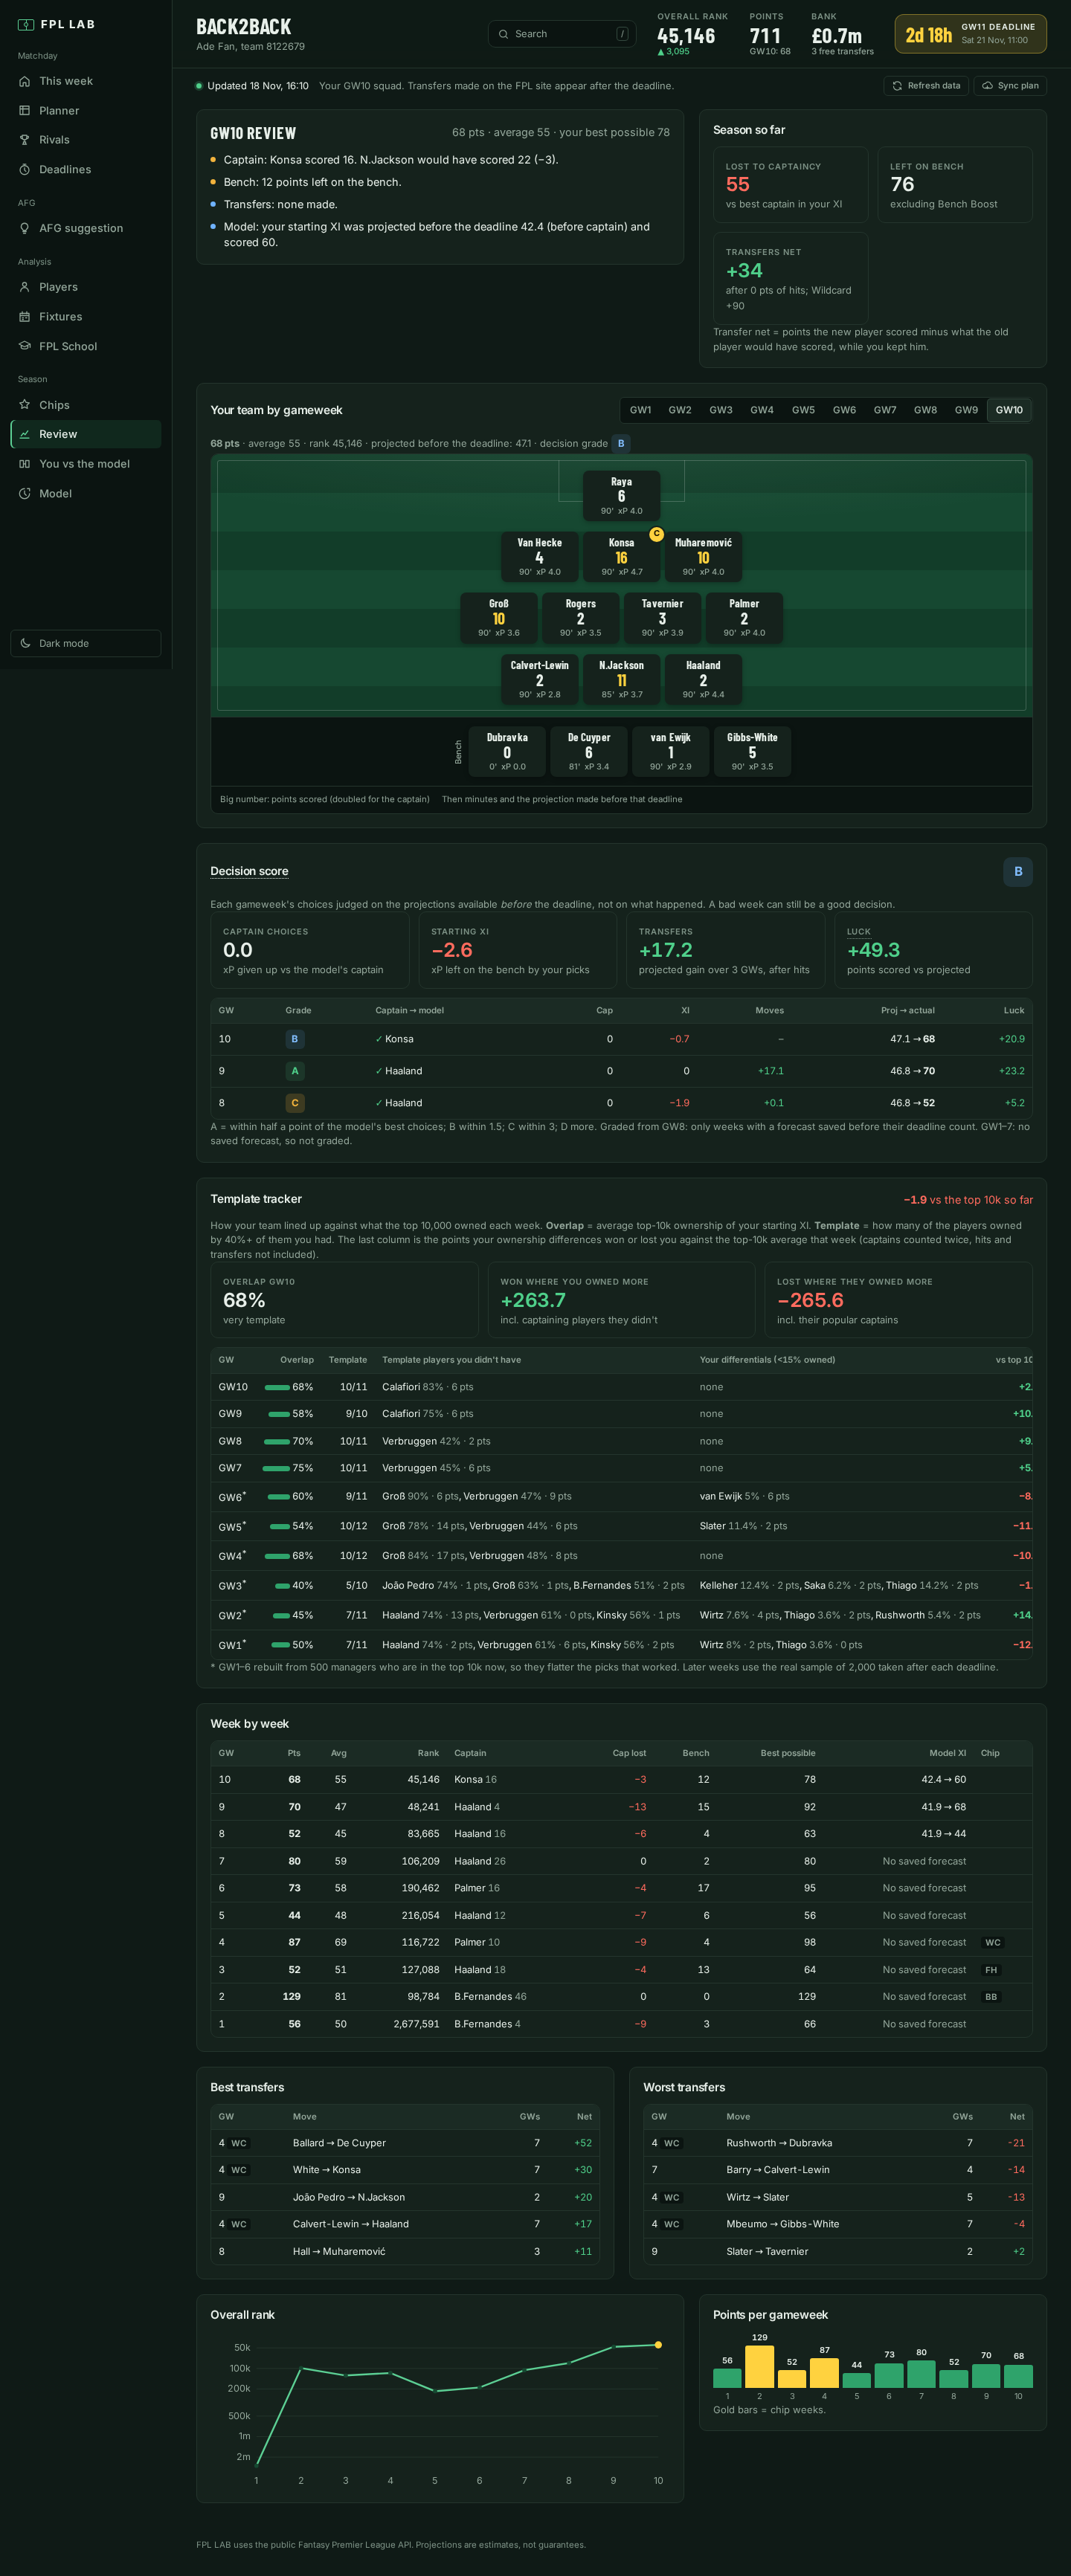 FPL LAB
Matchday
This week
Planner
Rivals
Deadlines
AFG
AFG suggestion
Analysis
Players
Fixtures
FPL School
Season
Chips
Review
You vs the model
Model
Dark mode
BACK2BACK
Ade Fan, team 8122679
Search /
OVERALL RANK
45,146
▲ 3,095
POINTS
711
GW10: 68
BANK
£0.7m
3 free transfers
2d 18h
GW11 DEADLINE
Sat 21 Nov, 11:00
Updated 18 Nov, 16:10 Your GW10 squad. Transfers made on the FPL site appear after the deadline.
Refresh data
Sync plan
GW10 REVIEW 68 pts · average 55 · your best possible 78
Captain: Konsa scored 16. N.Jackson would have scored 22 (−3).
Bench: 12 points left on the bench.
Transfers: none made.
Model: your starting XI was projected before the deadline 42.4 (before captain) and
scored 60.
Season so far
LOST TO CAPTAINCY
55
vs best captain in your XI
LEFT ON BENCH
76
excluding Bench Boost
TRANSFERS NET
+34
after 0 pts of hits; Wildcard
+90
Transfer net = points the new player scored minus what the old
player would have scored, while you kept him.
Your team by gameweek
GW1 GW2 GW3 GW4 GW5 GW6 GW7 GW8 GW9 GW10
68 pts · average 55 · rank 45,146 · projected before the deadline: 47.1 · decision grade B
Raya
6
90' xP 4.0
Van Hecke
4
90' xP 4.0
C
Konsa
16
90' xP 4.7
Muharemović
10
90' xP 4.0
Groß
10
90' xP 3.6
Rogers
2
90' xP 3.5
Tavernier
3
90' xP 3.9
Palmer
2
90' xP 4.0
Calvert-Lewin
2
90' xP 2.8
N.Jackson
11
85' xP 3.7
Haaland
2
90' xP 4.4
Bench
Dubravka
0
0' xP 0.0
De Cuyper
6
81' xP 3.4
van Ewijk
1
90' xP 2.9
Gibbs-White
5
90' xP 3.5
Big number: points scored (doubled for the captain) Then minutes and the projection made before that deadline
Decision score B
Each gameweek's choices judged on the projections available before the deadline, not on what happened. A bad week can still be a good decision.
CAPTAIN CHOICES
0.0
xP given up vs the model's captain
STARTING XI
−2.6
xP left on the bench by your picks
TRANSFERS
+17.2
projected gain over 3 GWs, after hits
LUCK
+49.3
points scored vs projected
GW Grade Captain → model Cap XI Moves Proj → actual Luck
10 B ✓ Konsa 0 −0.7 – 47.1 → 68 +20.9
9 A ✓ Haaland 0 0 +17.1 46.8 → 70 +23.2
8 C ✓ Haaland 0 −1.9 +0.1 46.8 → 52 +5.2
A = within half a point of the model's best choices; B within 1.5; C within 3; D more. Graded from GW8: only weeks with a forecast saved before their deadline count. GW1–7: no
saved forecast, so not graded.
Template tracker −1.9 vs the top 10k so far
How your team lined up against what the top 10,000 owned each week. Overlap = average top-10k ownership of your starting XI. Template = how many of the players owned
by 40%+ of them you had. The last column is the points your ownership differences won or lost you against the top-10k average that week (captains counted twice, hits and
transfers not included).
OVERLAP GW10
68%
very template
WON WHERE YOU OWNED MORE
+263.7
incl. captaining players they didn't
LOST WHERE THEY OWNED MORE
−265.6
incl. their popular captains
GW Overlap Template Template players you didn't have Your differentials (<15% owned) vs top 10
GW10 68% 10/11 Calafiori 83% · 6 pts none +2.
GW9 58% 9/10 Calafiori 75% · 6 pts none +10.
GW8 70% 10/11 Verbruggen 42% · 2 pts none +9.
GW7 75% 10/11 Verbruggen 45% · 6 pts none +5.
GW6* 60% 9/11 Groß 90% · 6 pts, Verbruggen 47% · 9 pts van Ewijk 5% · 6 pts −8.
GW5* 54% 10/12 Groß 78% · 14 pts, Verbruggen 44% · 6 pts Slater 11.4% · 2 pts −11.
GW4* 68% 10/12 Groß 84% · 17 pts, Verbruggen 48% · 8 pts none −10.
GW3* 40% 5/10 João Pedro 74% · 1 pts, Groß 63% · 1 pts, B.Fernandes 51% · 2 pts Kelleher 12.4% · 2 pts, Saka 6.2% · 2 pts, Thiago 14.2% · 2 pts −1.
GW2* 45% 7/11 Haaland 74% · 13 pts, Verbruggen 61% · 0 pts, Kinsky 56% · 1 pts Wirtz 7.6% · 4 pts, Thiago 3.6% · 2 pts, Rushworth 5.4% · 2 pts +14.
GW1* 50% 7/11 Haaland 74% · 2 pts, Verbruggen 61% · 6 pts, Kinsky 56% · 2 pts Wirtz 8% · 2 pts, Thiago 3.6% · 0 pts −12.
* GW1–6 rebuilt from 500 managers who are in the top 10k now, so they flatter the picks that worked. Later weeks use the real sample of 2,000 taken after each deadline.
Week by week
GW Pts Avg Rank Captain Cap lost Bench Best possible Model XI Chip
10 68 55 45,146 Konsa 16 −3 12 78 42.4 → 60
9 70 47 48,241 Haaland 4 −13 15 92 41.9 → 68
8 52 45 83,665 Haaland 16 −6 4 63 41.9 → 44
7 80 59 106,209 Haaland 26 0 2 80 No saved forecast
6 73 58 190,462 Palmer 16 −4 17 95 No saved forecast
5 44 48 216,054 Haaland 12 −7 6 56 No saved forecast
4 87 69 116,722 Palmer 10 −9 4 98 No saved forecast WC
3 52 51 127,088 Haaland 18 −4 13 64 No saved forecast FH
2 129 81 98,784 B.Fernandes 46 0 0 129 No saved forecast BB
1 56 50 2,677,591 B.Fernandes 4 −9 3 66 No saved forecast
Best transfers
GW Move GWs Net
4 WC Ballard → De Cuyper 7 +52
4 WC White → Konsa 7 +30
9 João Pedro → N.Jackson 2 +20
4 WC Calvert-Lewin → Haaland 7 +17
8 Hall → Muharemović 3 +11
Worst transfers
GW Move GWs Net
4 WC Rushworth → Dubravka 7 -21
7 Barry → Calvert-Lewin 4 -14
4 WC Wirtz → Slater 5 -13
4 WC Mbeumo → Gibbs-White 7 -4
9 Slater → Tavernier 2 +2
Overall rank
50k
100k
200k
500k
1m
2m
1 2 3 4 5 6 7 8 9 10
Points per gameweek
56 129 52 87 44 73 80 52 70 68
1 2 3 4 5 6 7 8 9 10
Gold bars = chip weeks.
FPL LAB uses the public Fantasy Premier League API. Projections are estimates, not guarantees.